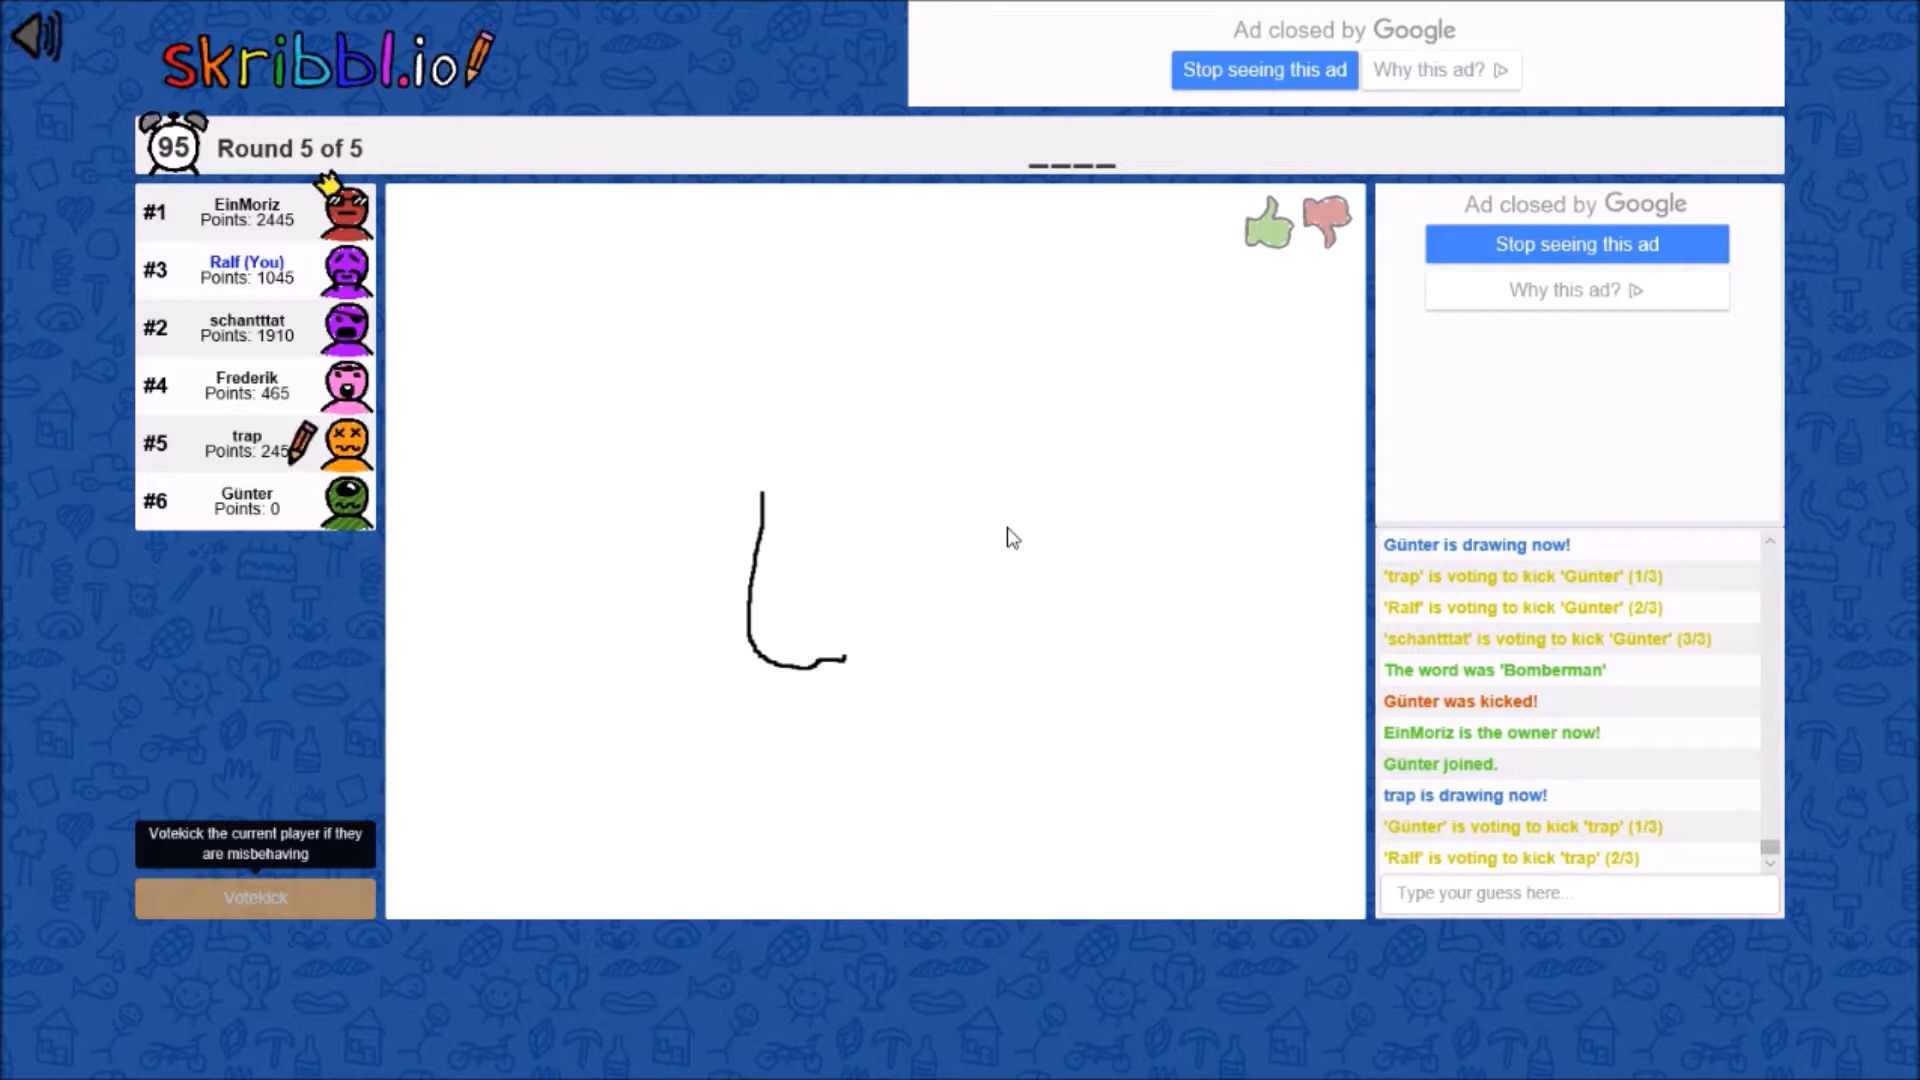 skribbl.io
Ad closed by Google
Stop seeing this ad
Why this ad?
95
Round 5 of 5
____
#1
EinMoriz
Points: 2445
#3
Ralf (You)
Points: 1045
#2
schantttat
Points: 1910
#4
Frederik
Points: 465
#5
trap
Points: 245
#6
Günter
Points: 0
Votekick the current player if they
are misbehaving
Votekick
Ad closed by Google
Stop seeing this ad
Why this ad?
Günter is drawing now!
'trap' is voting to kick 'Günter' (1/3)
'Ralf' is voting to kick 'Günter' (2/3)
'schantttat' is voting to kick 'Günter' (3/3)
The word was 'Bomberman'
Günter was kicked!
EinMoriz is the owner now!
Günter joined.
trap is drawing now!
'Günter' is voting to kick 'trap' (1/3)
'Ralf' is voting to kick 'trap' (2/3)
Type your guess here...